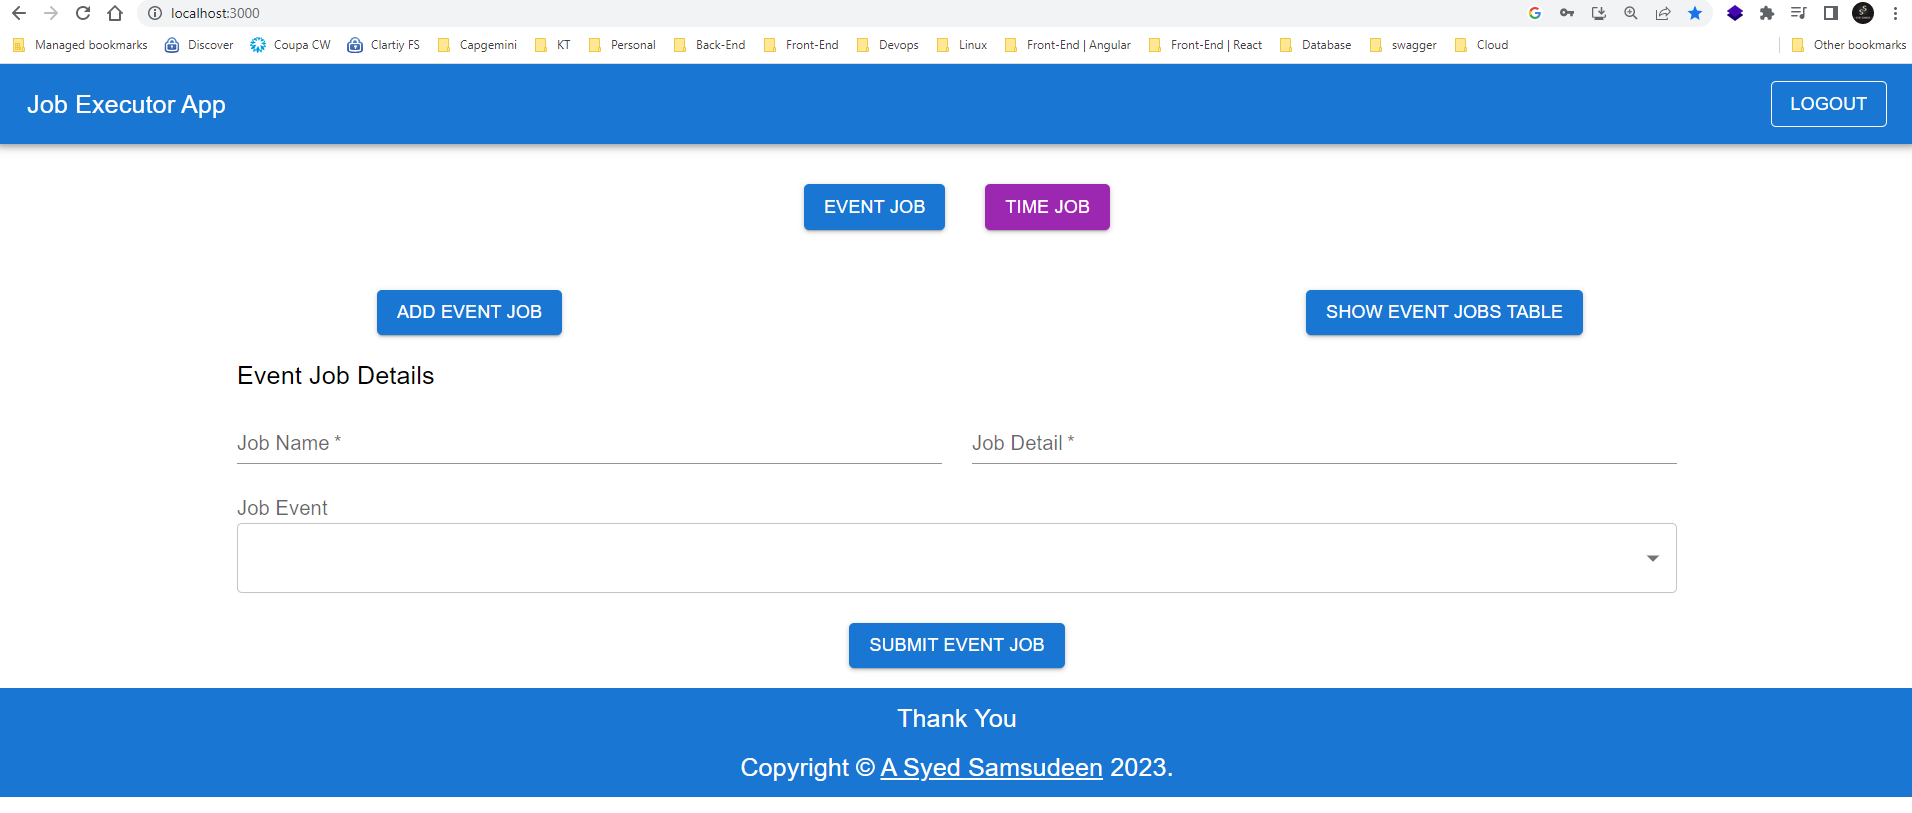 localhost:3000
Managed bookmarks Discover Coupa CW Clartiy FS Capgemini KT Personal Back-End Front-End Devops Linux Front-End | Angular Front-End | React Database swagger Cloud Other bookmarks
Job Executor App LOGOUT
EVENT JOB TIME JOB
ADD EVENT JOB SHOW EVENT JOBS TABLE
Event Job Details
Job Name * Job Detail *
Job Event
SUBMIT EVENT JOB
Thank You
Copyright © A Syed Samsudeen 2023.